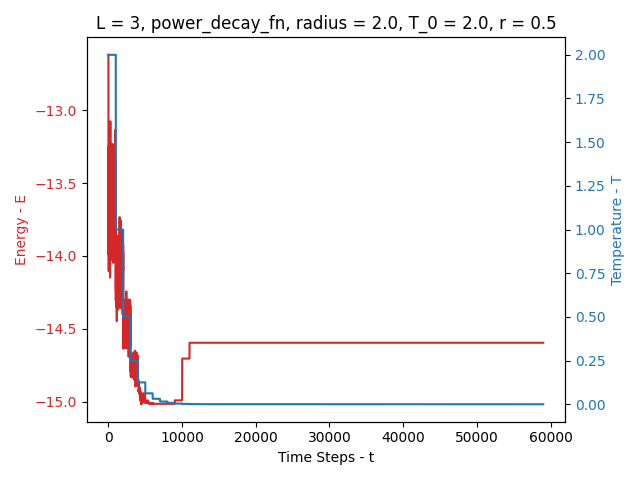 L = 3, power_decay_fn, radius = 2.0, T_0 = 2.0, r = 0.5
Energy - E
−13.0
−13.5
−14.0
−14.5
−15.0
2.00
1.75
1.50
1.25
1.00
0.75
0.50
0.25
0.00
Temperature - T
0 10000 20000 30000 40000 50000 60000
Time Steps - t